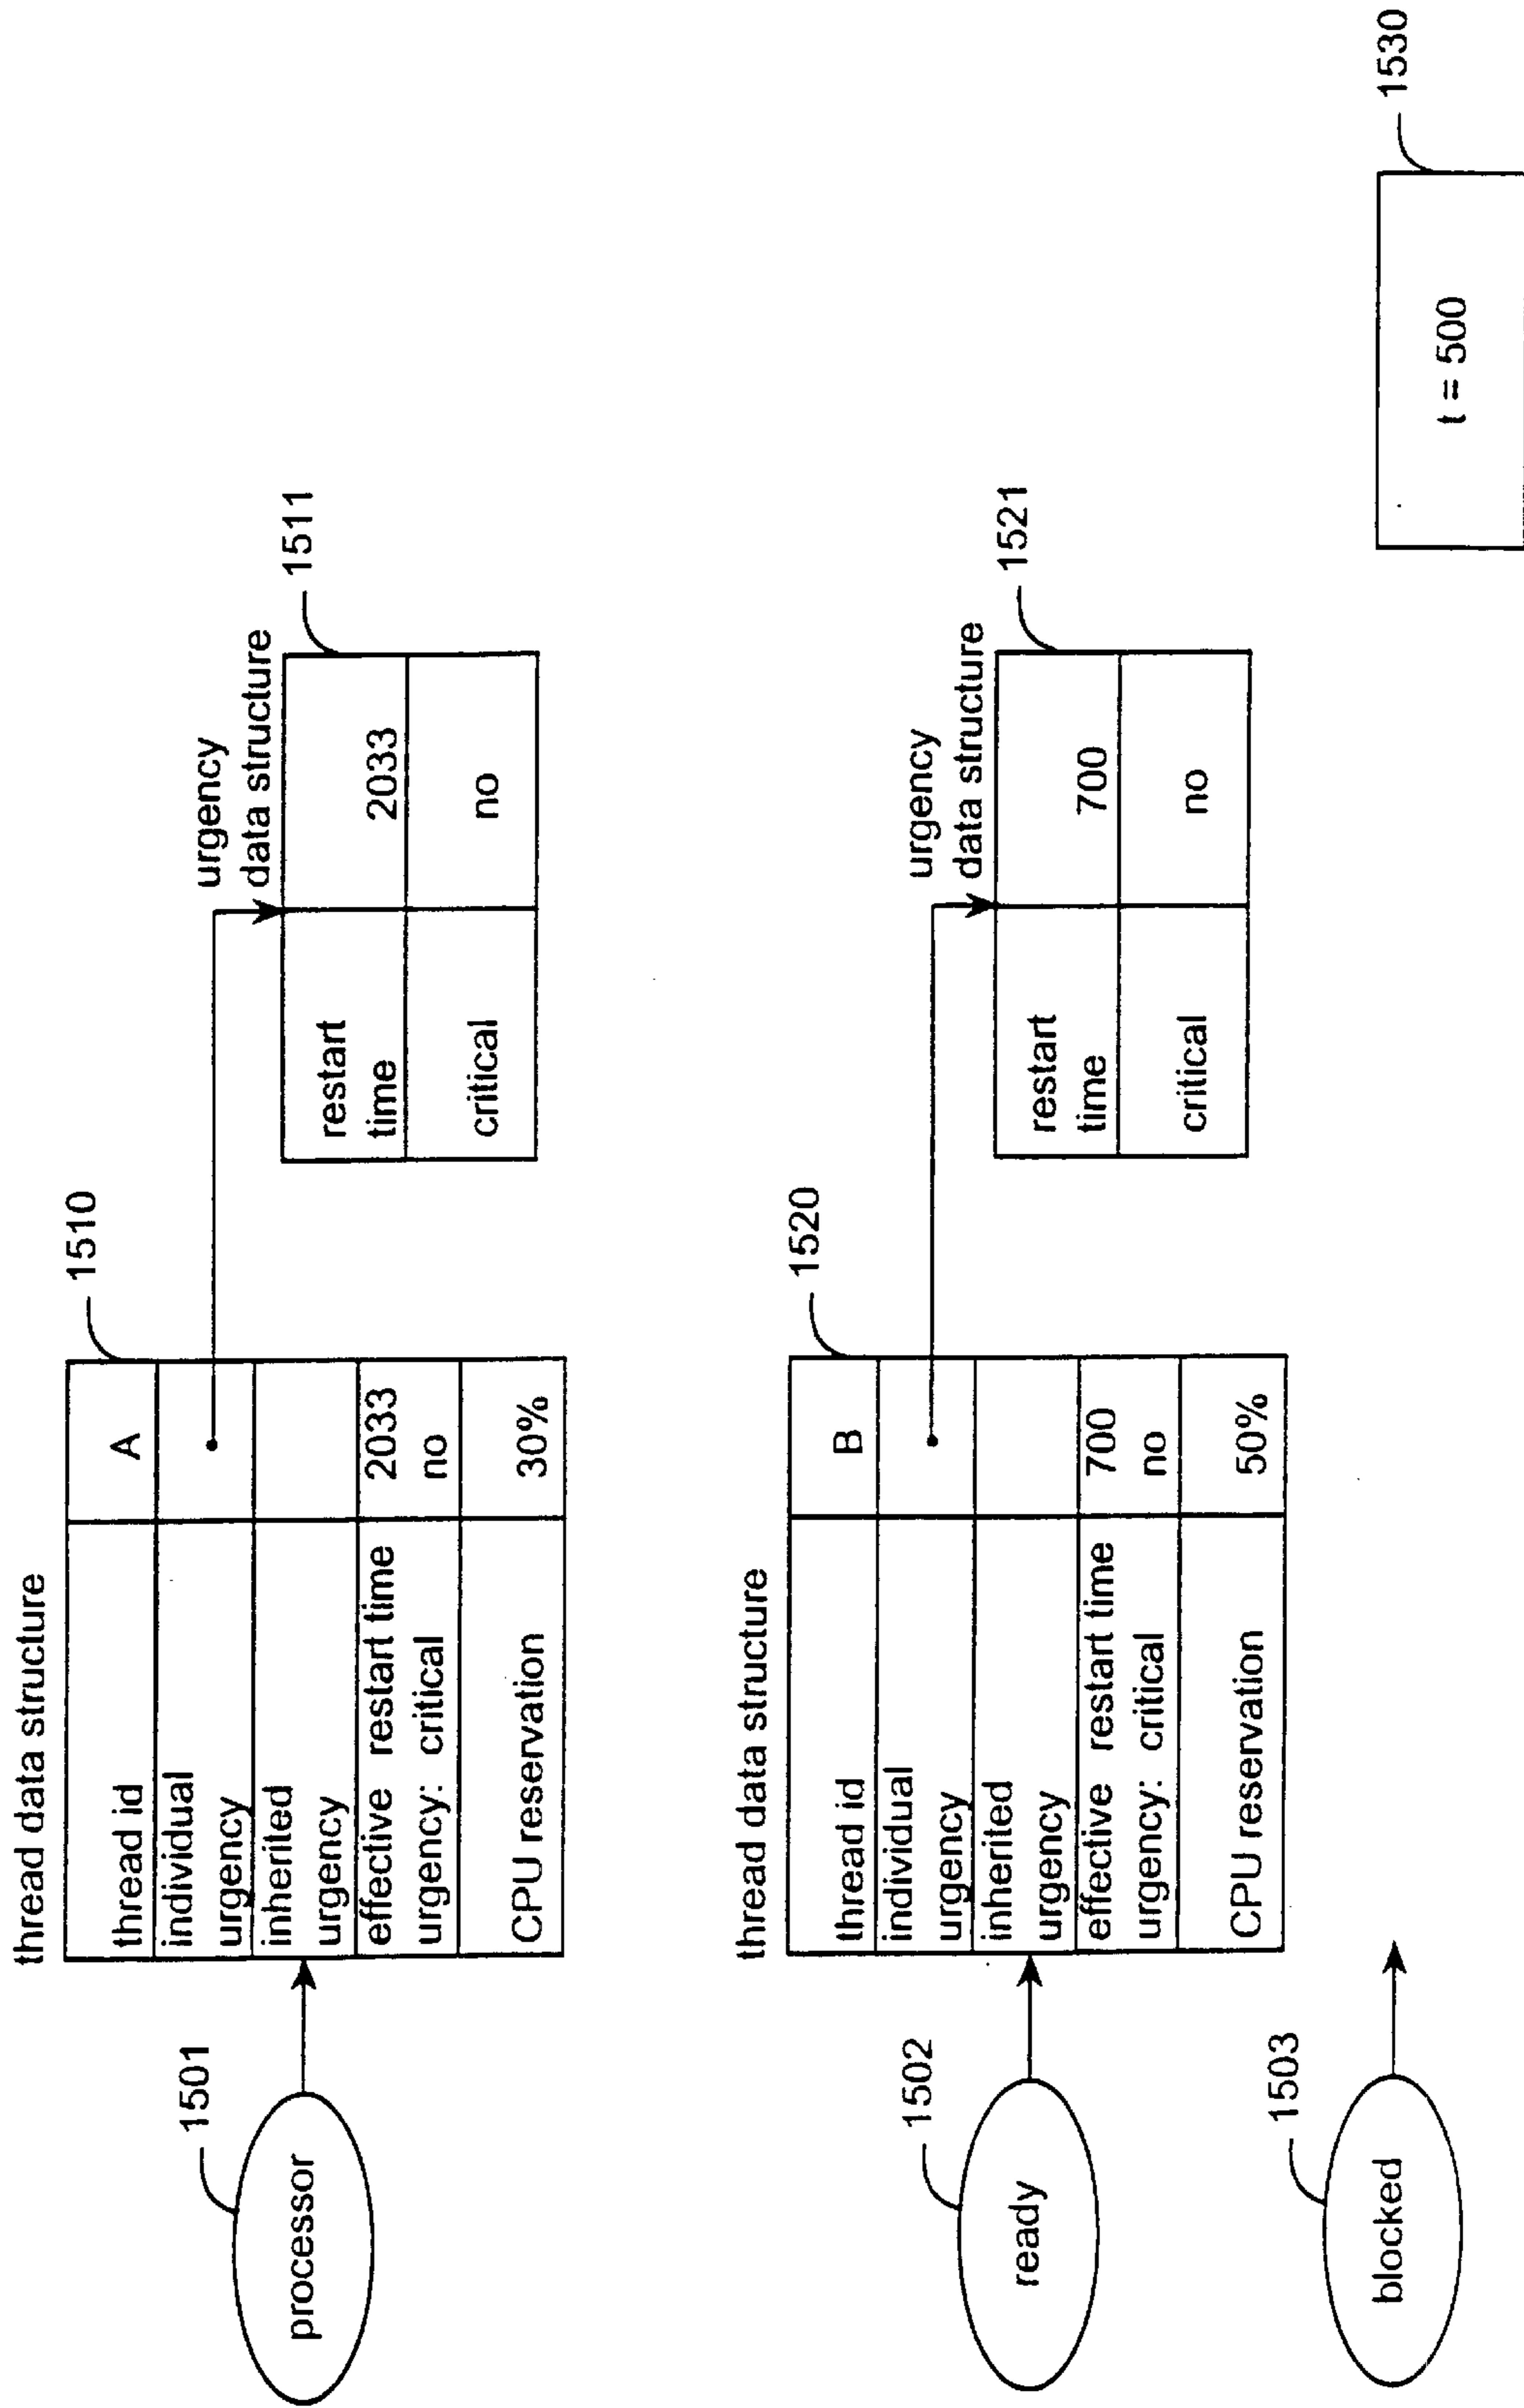 thread data structure
1510
thread id A
individual
urgency
inherited
urgency
effective restart time 2033
urgency: critical no
CPU reservation 30%
1501
processor
urgency
data structure
1511
restart
time 2033
critical no
thread data structure
1520
thread id B
individual
urgency
inherited
urgency
effective restart time 700
urgency: critical no
CPU reservation 50%
1502
ready
urgency
data structure
1521
restart
time 700
critical no
1503
blocked
1530
t = 500